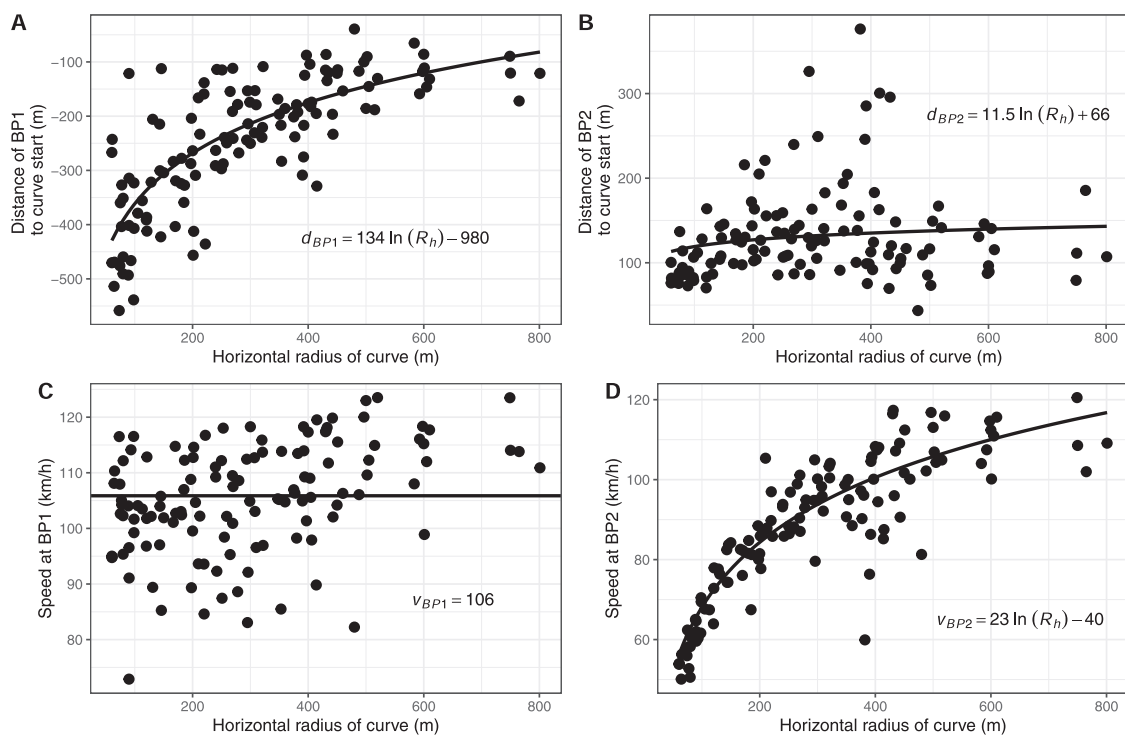 A
Distance of BP1
to curve start (m)
−100
−200
−300
−400
−500
d_BP1 = 134 ln (R_h) − 980
200
400
600
800
Horizontal radius of curve (m)
B
Distance of BP2
to curve start (m)
300
200
100
d_BP2 = 11.5 ln (R_h) + 66
200
400
600
800
Horizontal radius of curve (m)
C
Speed at BP1 (km/h)
120
110
100
90
80
v_BP1 = 106
200
400
600
800
Horizontal radius of curve (m)
D
Speed at BP2 (km/h)
120
100
80
60
v_BP2 = 23 ln (R_h) − 40
200
400
600
800
Horizontal radius of curve (m)